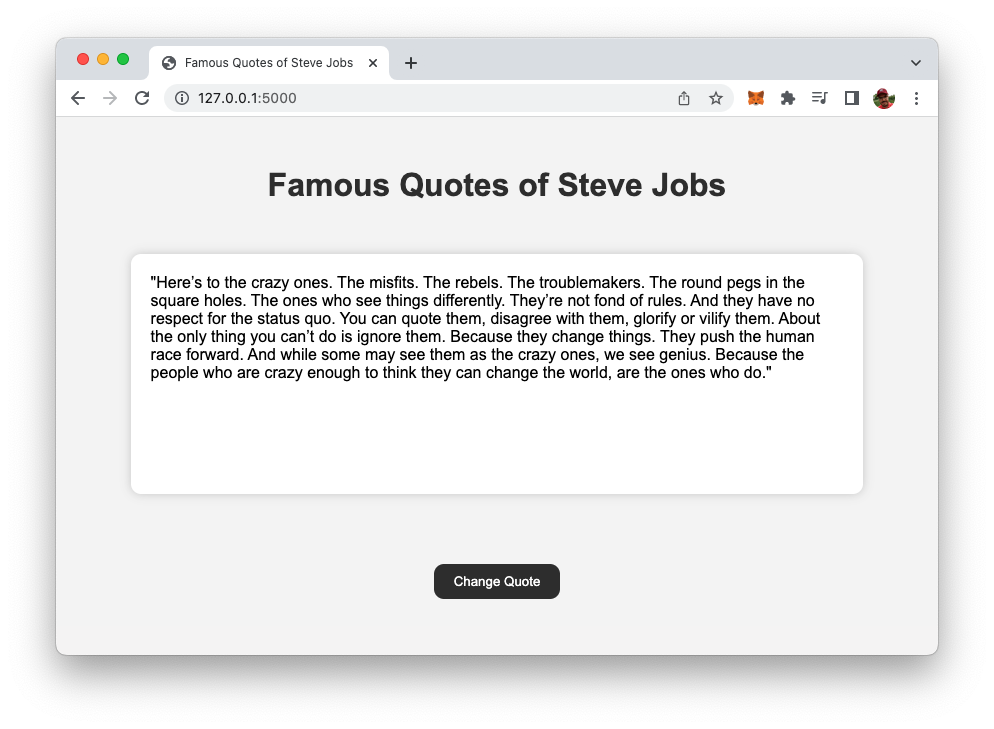 Famous Quotes of Steve Jobs
127.0.0.1:5000
Famous Quotes of Steve Jobs
"Here’s to the crazy ones. The misfits. The rebels. The troublemakers. The round pegs in the
square holes. The ones who see things differently. They’re not fond of rules. And they have no
respect for the status quo. You can quote them, disagree with them, glorify or vilify them. About
the only thing you can’t do is ignore them. Because they change things. They push the human
race forward. And while some may see them as the crazy ones, we see genius. Because the
people who are crazy enough to think they can change the world, are the ones who do."
Change Quote